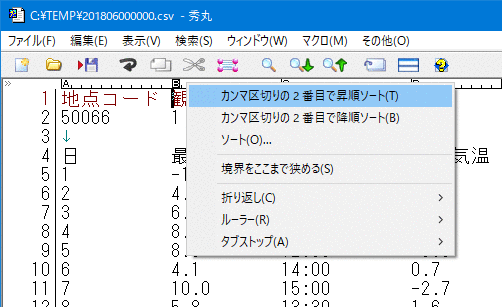 C:¥TEMP¥201806000000.csv - 秀丸
ファイル(F) 編集(E) 表示(V) 検索(S) ウィンドウ(W) マクロ(M) その他(O)
A B
1 地点コード 観
カンマ区切りの2番目で昇順ソート(T)
2 50066 1
カンマ区切りの2番目で降順ソート(B)
3 ↓
ソート(O)...
4 日 最 気温
5 1 -1
境界をここまで狭める(S)
6 2 4.
折り返し(C)
7 3 6.
ルーラー(R)
8 4 6.
タブストップ(A)
9 5 8.
10 6 4.1 14:00 0.7
11 7 10.0 15:00 -2.7
12 8 5.8 13:30 1.6